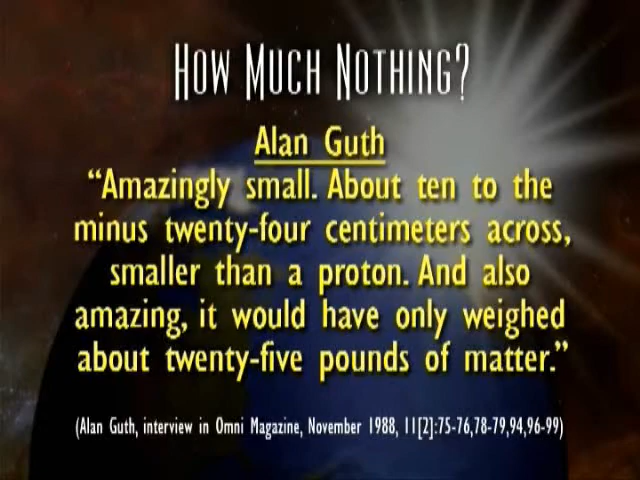 How Much Nothing?
Alan Guth
“Amazingly small. About ten to the
minus twenty-four centimeters across,
smaller than a proton. And also
amazing, it would have only weighed
about twenty-five pounds of matter.”
(Alan Guth, interview in Omni Magazine, November 1988, 11[2]:75-76,78-79,94,96-99)